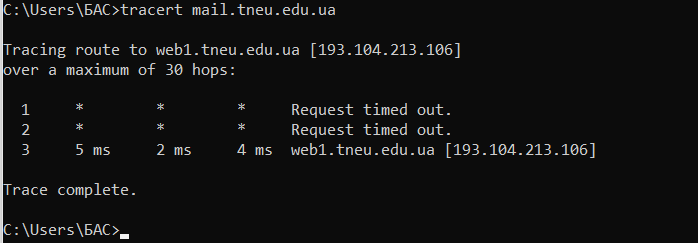 C:\Users\БАС>tracert mail.tneu.edu.ua
Tracing route to web1.tneu.edu.ua [193.104.213.106]
over a maximum of 30 hops:
  1     *        *        *     Request timed out.
  2     *        *        *     Request timed out.
  3     5 ms     2 ms     4 ms  web1.tneu.edu.ua [193.104.213.106]
Trace complete.
C:\Users\БАС>